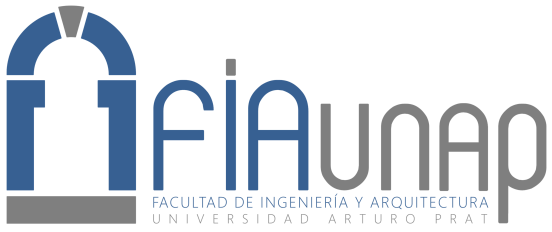 FiAunap
FACULTAD DE INGENIERÍA Y ARQUITECTURA
UNIVERSIDAD ARTURO PRAT